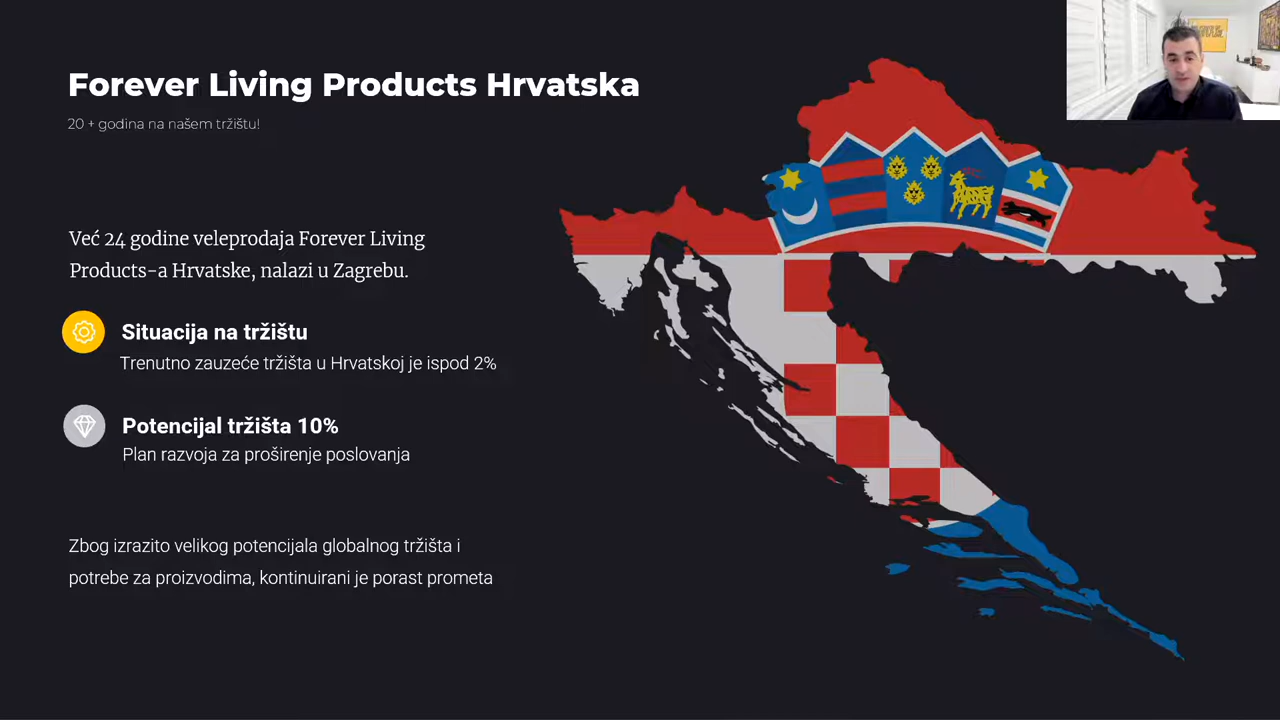 Forever Living Products Hrvatska
20 + godina na našem tržištu!
Već 24 godine veleprodaja Forever Living
Products-a Hrvatske, nalazi u Zagrebu.
Situacija na tržištu
Trenutno zauzeće tržišta u Hrvatskoj je ispod 2%
Potencijal tržišta 10%
Plan razvoja za proširenje poslovanja
Zbog izrazito velikog potencijala globalnog tržišta i
potrebe za proizvodima, kontinuirani je porast prometa